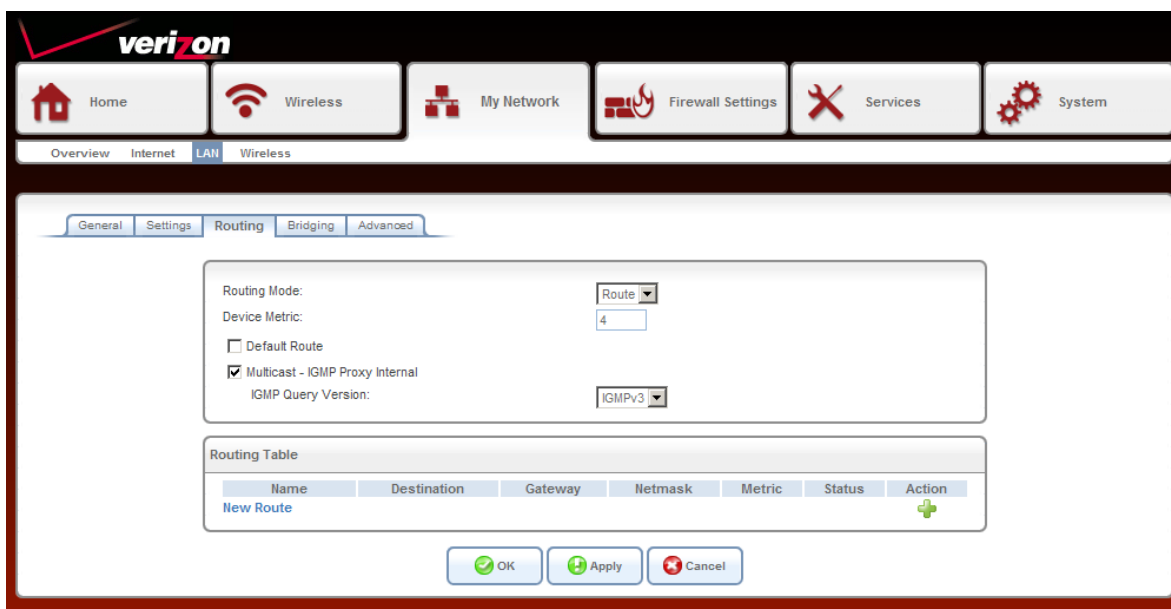 verizon
Home Wireless My Network Firewall Settings Services System
Overview Internet LAN Wireless
General Settings Routing Bridging Advanced
Routing Mode: Route
Device Metric: 4
Default Route
Multicast - IGMP Proxy Internal
IGMP Query Version: IGMPv3
Routing Table
Name Destination Gateway Netmask Metric Status Action
New Route
OK Apply Cancel